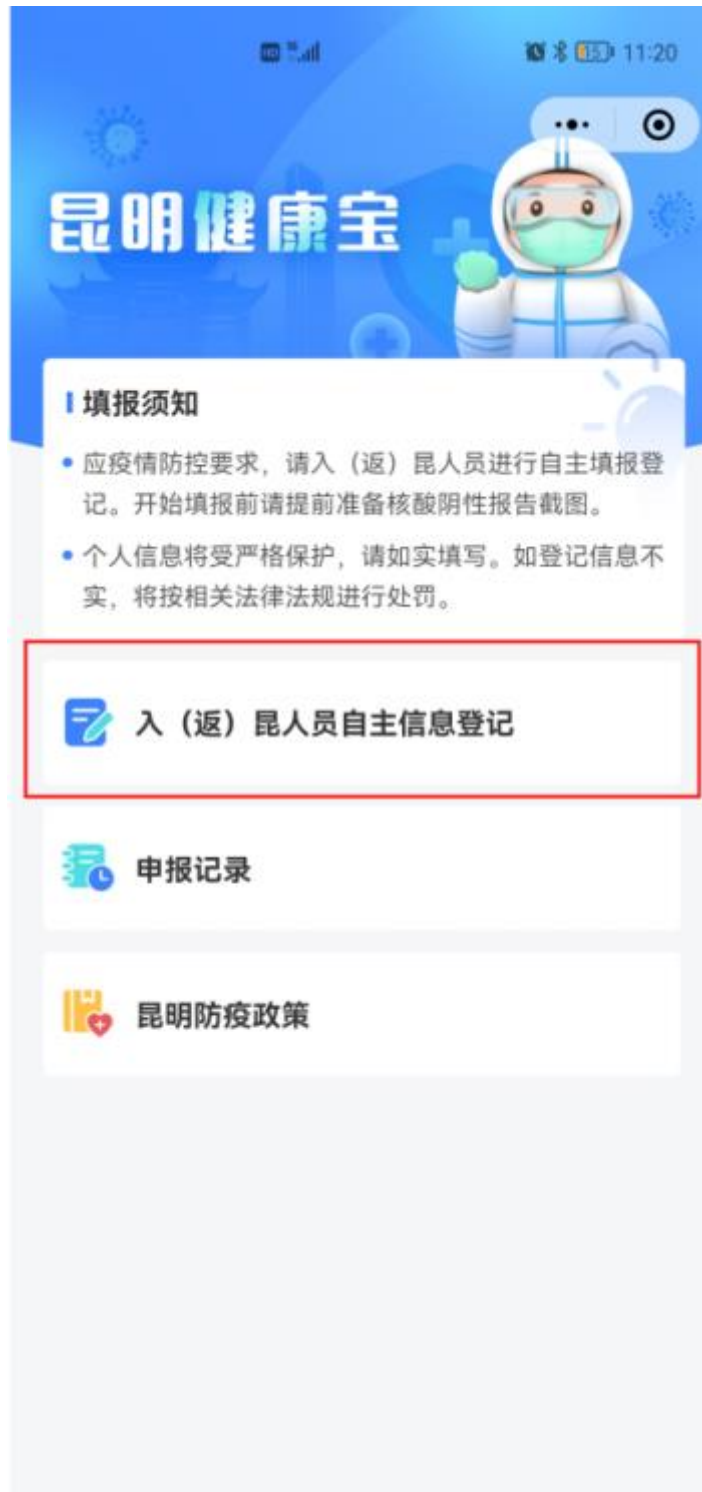 HD 5G 15 11:20
昆明健康宝
填报须知
应疫情防控要求，请入（返）昆人员进行自主填报登
记。开始填报前请提前准备核酸阴性报告截图。
个人信息将受严格保护，请如实填写。如登记信息不
实，将按相关法律法规进行处罚。
入（返）昆人员自主信息登记
申报记录
昆明防疫政策